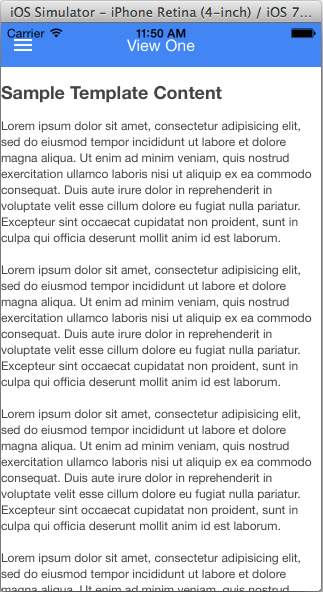 iOS Simulator – iPhone Retina (4-inch) / iOS 7...
Carrier 11:50 AM
View One
Sample Template Content
Lorem ipsum dolor sit amet, consectetur adipisicing elit,
sed do eiusmod tempor incididunt ut labore et dolore
magna aliqua. Ut enim ad minim veniam, quis nostrud
exercitation ullamco laboris nisi ut aliquip ex ea commodo
consequat. Duis aute irure dolor in reprehenderit in
voluptate velit esse cillum dolore eu fugiat nulla pariatur.
Excepteur sint occaecat cupidatat non proident, sunt in
culpa qui officia deserunt mollit anim id est laborum.
Lorem ipsum dolor sit amet, consectetur adipisicing elit,
sed do eiusmod tempor incididunt ut labore et dolore
magna aliqua. Ut enim ad minim veniam, quis nostrud
exercitation ullamco laboris nisi ut aliquip ex ea commodo
consequat. Duis aute irure dolor in reprehenderit in
voluptate velit esse cillum dolore eu fugiat nulla pariatur.
Excepteur sint occaecat cupidatat non proident, sunt in
culpa qui officia deserunt mollit anim id est laborum.
Lorem ipsum dolor sit amet, consectetur adipisicing elit,
sed do eiusmod tempor incididunt ut labore et dolore
magna aliqua. Ut enim ad minim veniam, quis nostrud
exercitation ullamco laboris nisi ut aliquip ex ea commodo
consequat. Duis aute irure dolor in reprehenderit in
voluptate velit esse cillum dolore eu fugiat nulla pariatur.
Excepteur sint occaecat cupidatat non proident, sunt in
culpa qui officia deserunt mollit anim id est laborum.
Lorem ipsum dolor sit amet, consectetur adipisicing elit,
sed do eiusmod tempor incididunt ut labore et dolore
magna aliqua. Ut enim ad minim veniam, quis nostrud